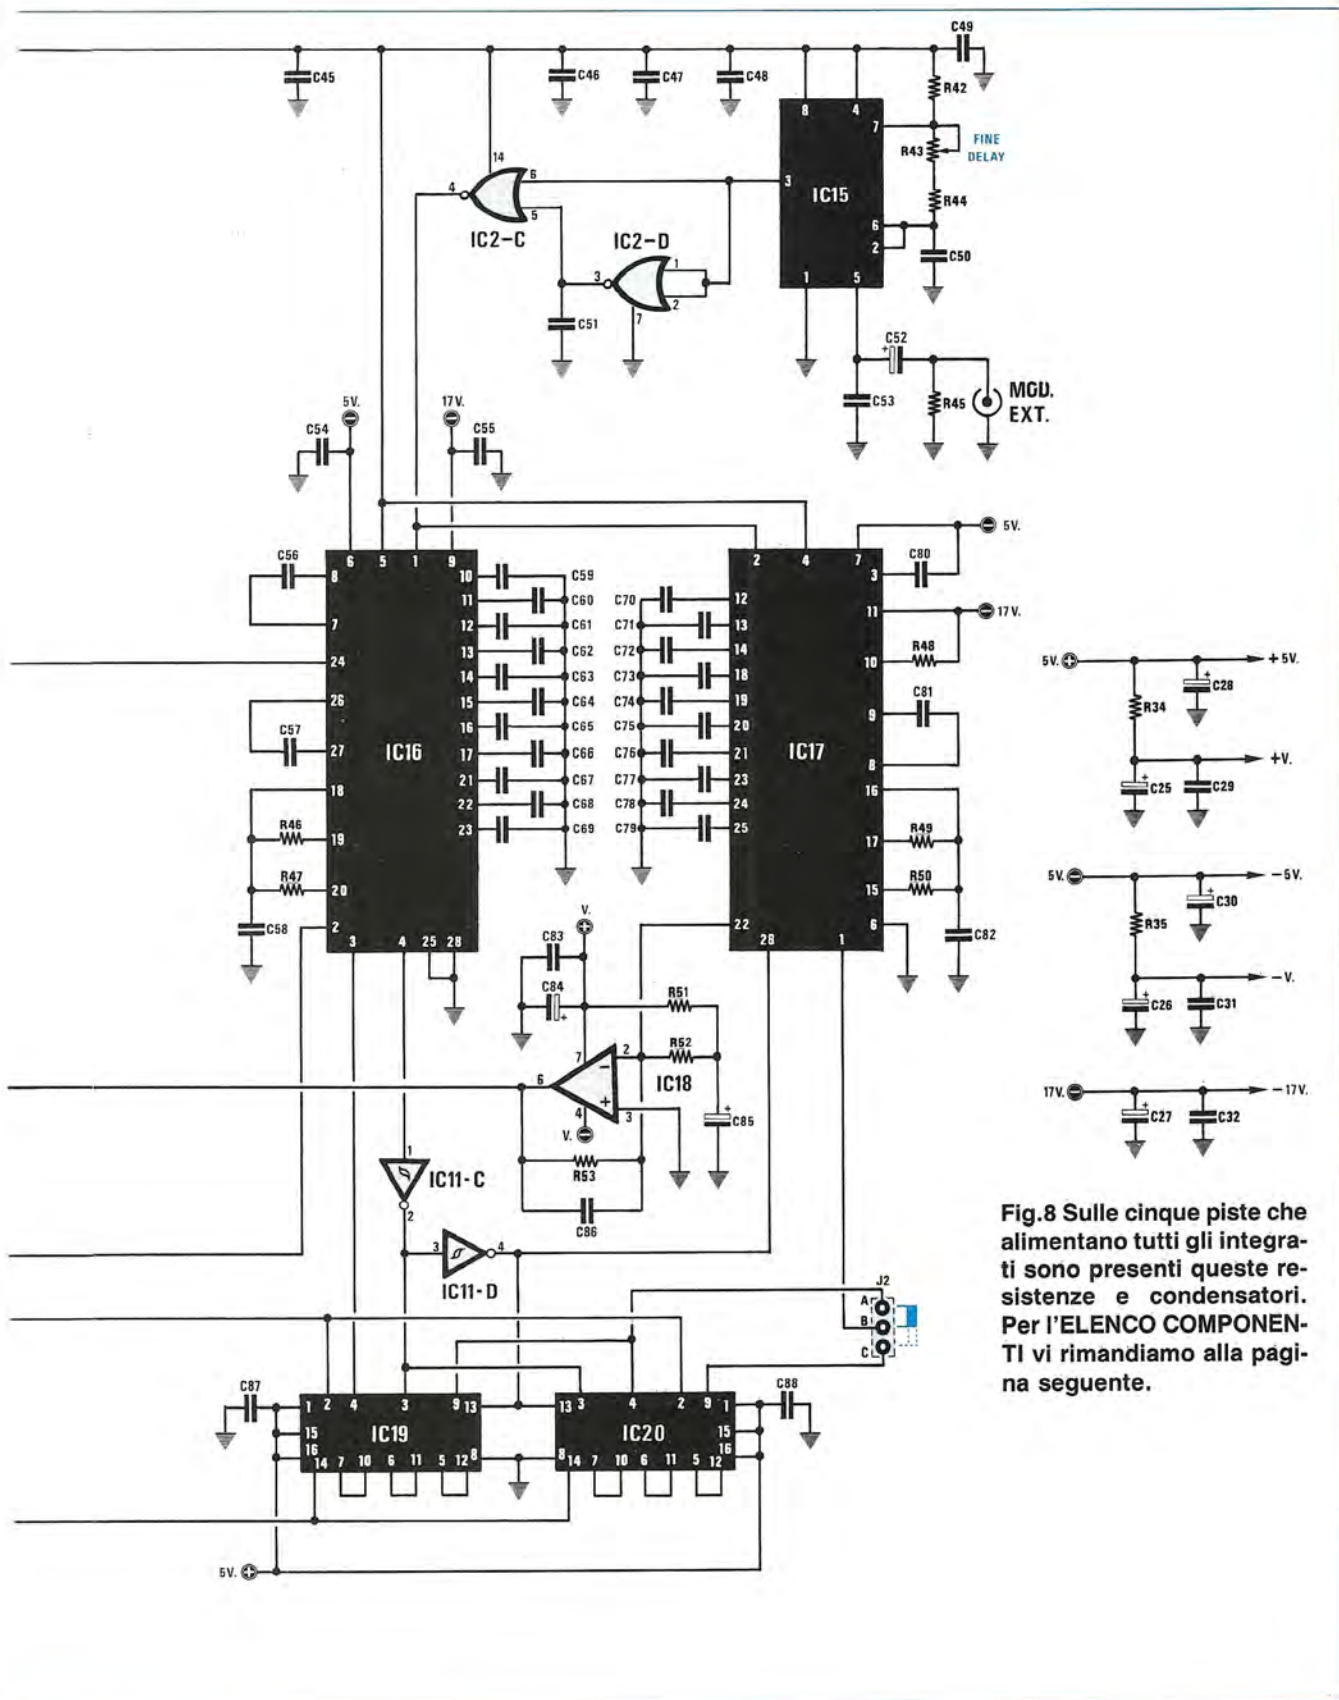 C49
C45
C46
C47
C48
R42
8
4
7
R43
FINE
DELAY
14
4
6
5
3
IC15
R44
IC2-C
IC2-D
6
2
C50
3
1
2
7
1
5
C51
C52
+
C53
R45
MOD.
EXT.
5V.
17V.
C54
C55
5V.
C56
6
5
1
9
2
4
7
C80
8
10
C59
3
11
C60
C70
12
11
17V.
7
12
C61
C71
13
R48
13
C62
C72
14
5V.
+5V.
24
14
C63
C73
18
10
C28
+
26
15
C64
C74
19
C81
R34
16
C65
C75
20
9
C57
27
IC16
17
C66
C76
21
IC17
+V.
21
C67
C77
23
8
18
22
C68
C78
24
16
C25
+
C29
R46
19
23
C69
C79
25
17
R49
R47
20
15
R50
5V.
-5V.
C30
+
2
V.
22
6
R35
C58
3
4
25
28
C83
28
1
C82
-V.
C84
+
R51
C26
+
C31
7
2
R52
6
IC18
17V.
-17V.
4
3
C85
+
C27
+
C32
V.
1
IC11-C
R53
2
C86
3
4
IC11-D
J2
A
B
C
Fig.8 Sulle cinque piste che
alimentano tutti gli integra-
ti sono presenti queste re-
sistenze e condensatori.
Per l'ELENCO COMPONEN-
TI vi rimandiamo alla pagi-
na seguente.
C87
C88
1
2
4
3
9
13
13
3
4
2
9
1
15
IC19
IC20
15
16
8
8
16
14
7
10
6
11
5
12
14
7
10
6
11
5
12
5V.